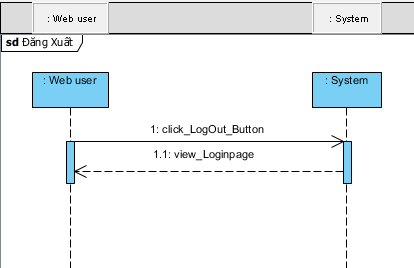 : Web user
: System
sd Đăng Xuất
: Web user
: System
1: click_LogOut_Button
1.1: view_Loginpage